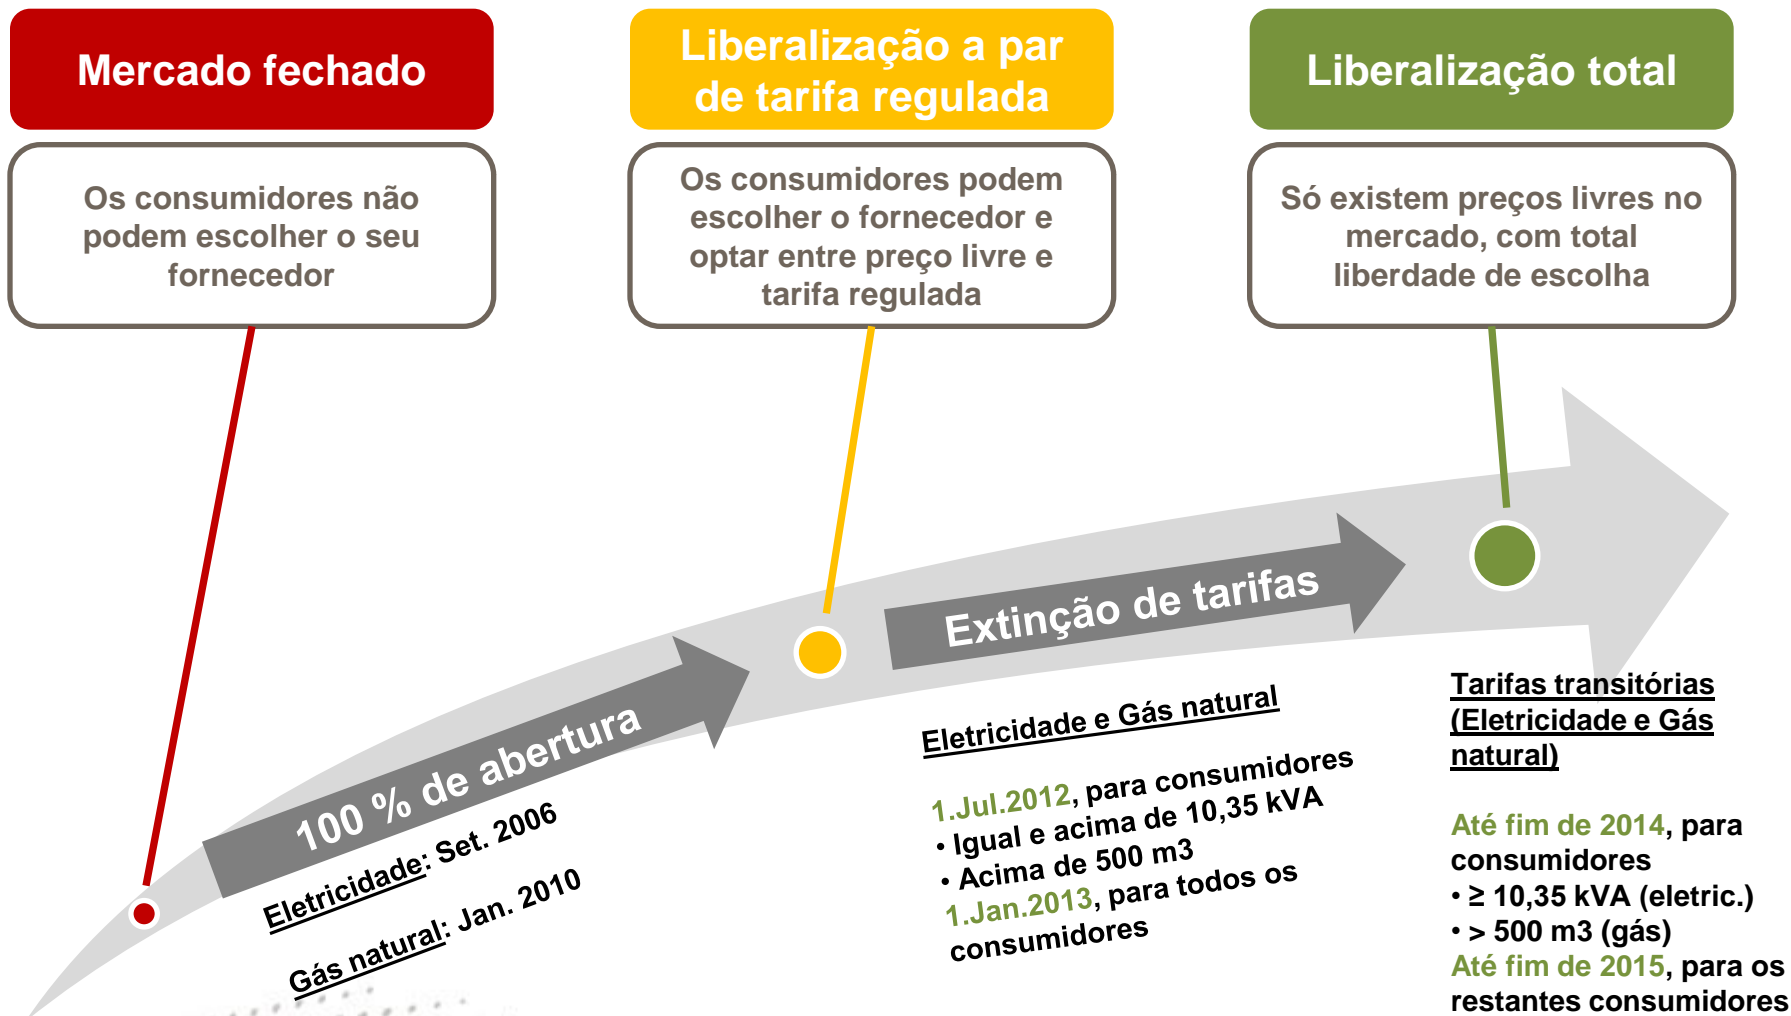 Mercado fechado
Os consumidores não
podem escolher o seu
fornecedor
Liberalização a par
de tarifa regulada
Os consumidores podem
escolher o fornecedor e
optar entre preço livre e
tarifa regulada
Liberalização total
Só existem preços livres no
mercado, com total
liberdade de escolha
100 % de abertura
Eletricidade: Set. 2006
Gás natural: Jan. 2010
Extinção de tarifas
Eletricidade e Gás natural
1.Jul.2012, para consumidores
• Igual e acima de 10,35 kVA
• Acima de 500 m3
1.Jan.2013, para todos os
consumidores
Tarifas transitórias
(Eletricidade e Gás
natural)
Até fim de 2014, para
consumidores
• ≥ 10,35 kVA (eletric.)
• > 500 m3 (gás)
Até fim de 2015, para os
restantes consumidores